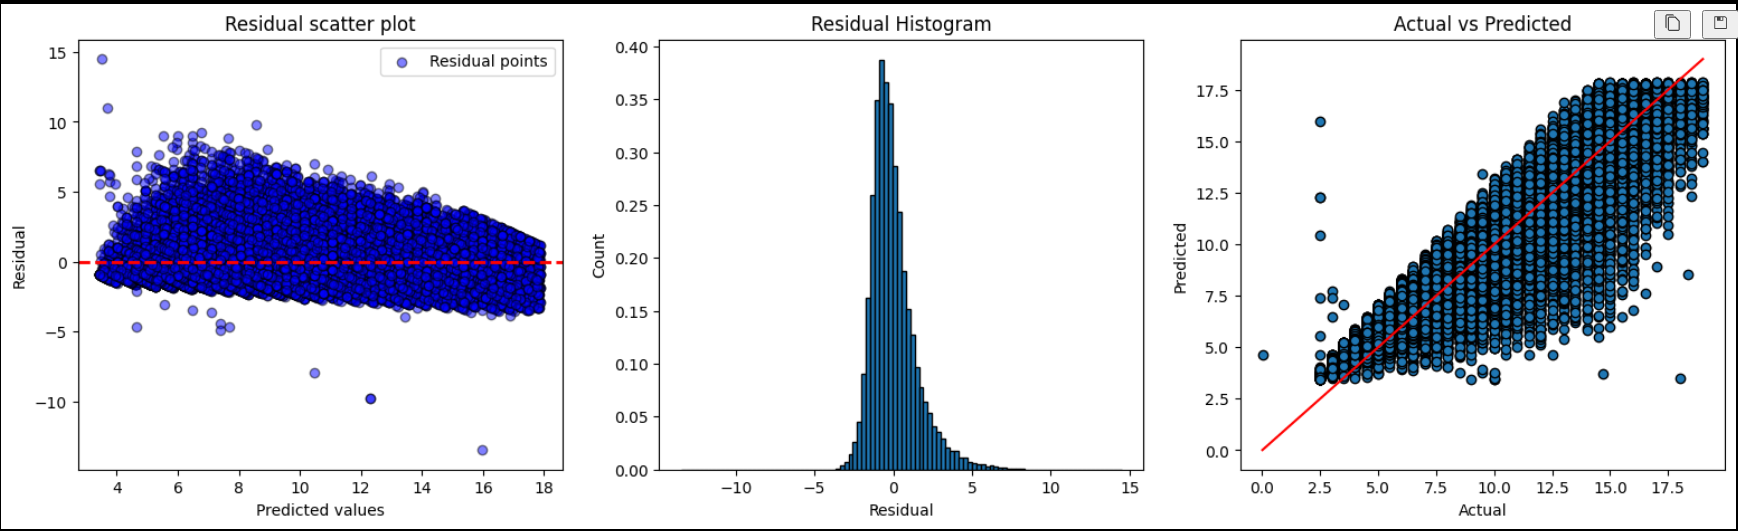 Residual scatter plot
15
10
5
0
−5
−10
4 6 8 10 12 14 16 18
Residual
Predicted values
Residual points
Residual Histogram
0.40
0.35
0.30
0.25
0.20
0.15
0.10
0.05
0.00
−10 −5 0 5 10 15
Count
Residual
Actual vs Predicted
17.5
15.0
12.5
10.0
7.5
5.0
2.5
0.0
0.0 2.5 5.0 7.5 10.0 12.5 15.0 17.5
Predicted
Actual